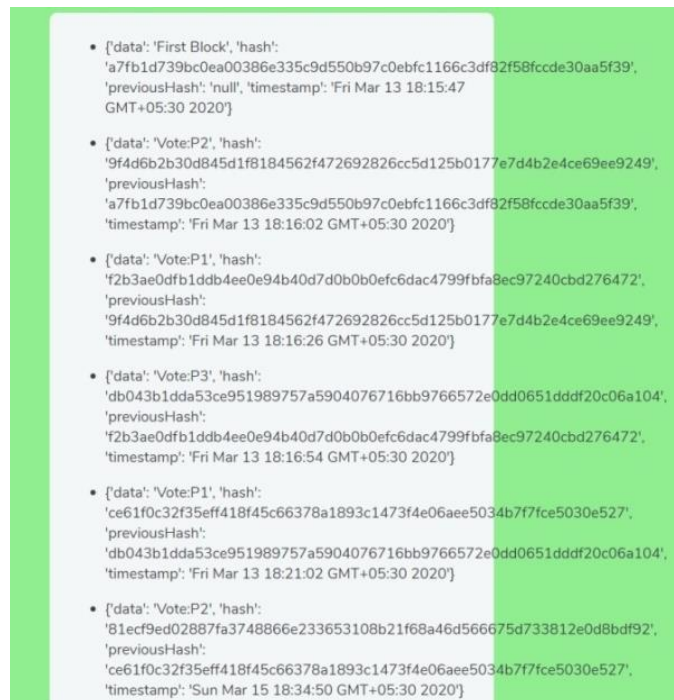 • {'data': 'First Block', 'hash':
'a7fb1d739bc0ea00386e335c9d550b97c0ebfc1166c3df82f58fccde30aa5f39',
'previousHash': 'null', 'timestamp': 'Fri Mar 13 18:15:47
GMT+05:30 2020'}
• {'data': 'Vote:P2', 'hash':
'9f4d6b2b30d845d1f8184562f472692826cc5d125b0177e7d4b2e4ce69ee9249',
'previousHash':
'a7fb1d739bc0ea00386e335c9d550b97c0ebfc1166c3df82f58fccde30aa5f39',
'timestamp': 'Fri Mar 13 18:16:02 GMT+05:30 2020'}
• {'data': 'Vote:P1', 'hash':
'f2b3ae0dfb1ddb4ee0e94b40d7d0b0b0efc6dac4799fbfa8ec97240cbd276472',
'previousHash':
'9f4d6b2b30d845d1f8184562f472692826cc5d125b0177e7d4b2e4ce69ee9249',
'timestamp': 'Fri Mar 13 18:16:26 GMT+05:30 2020'}
• {'data': 'Vote:P3', 'hash':
'db043b1dda53ce951989757a5904076716bb9766572e0dd0651dddf20c06a104',
'previousHash':
'f2b3ae0dfb1ddb4ee0e94b40d7d0b0b0efc6dac4799fbfa8ec97240cbd276472',
'timestamp': 'Fri Mar 13 18:16:54 GMT+05:30 2020'}
• {'data': 'Vote:P1', 'hash':
'ce61f0c32f35eff418f45c66378a1893c1473f4e06aee5034b7f7fce5030e527',
'previousHash':
'db043b1dda53ce951989757a5904076716bb9766572e0dd0651dddf20c06a104',
'timestamp': 'Fri Mar 13 18:21:02 GMT+05:30 2020'}
• {'data': 'Vote:P2', 'hash':
'81ecf9ed02887fa3748866e233653108b21f68a46d566675d733812e0d8bdf92',
'previousHash':
'ce61f0c32f35eff418f45c66378a1893c1473f4e06aee5034b7f7fce5030e527',
'timestamp': 'Sun Mar 15 18:34:50 GMT+05:30 2020'}